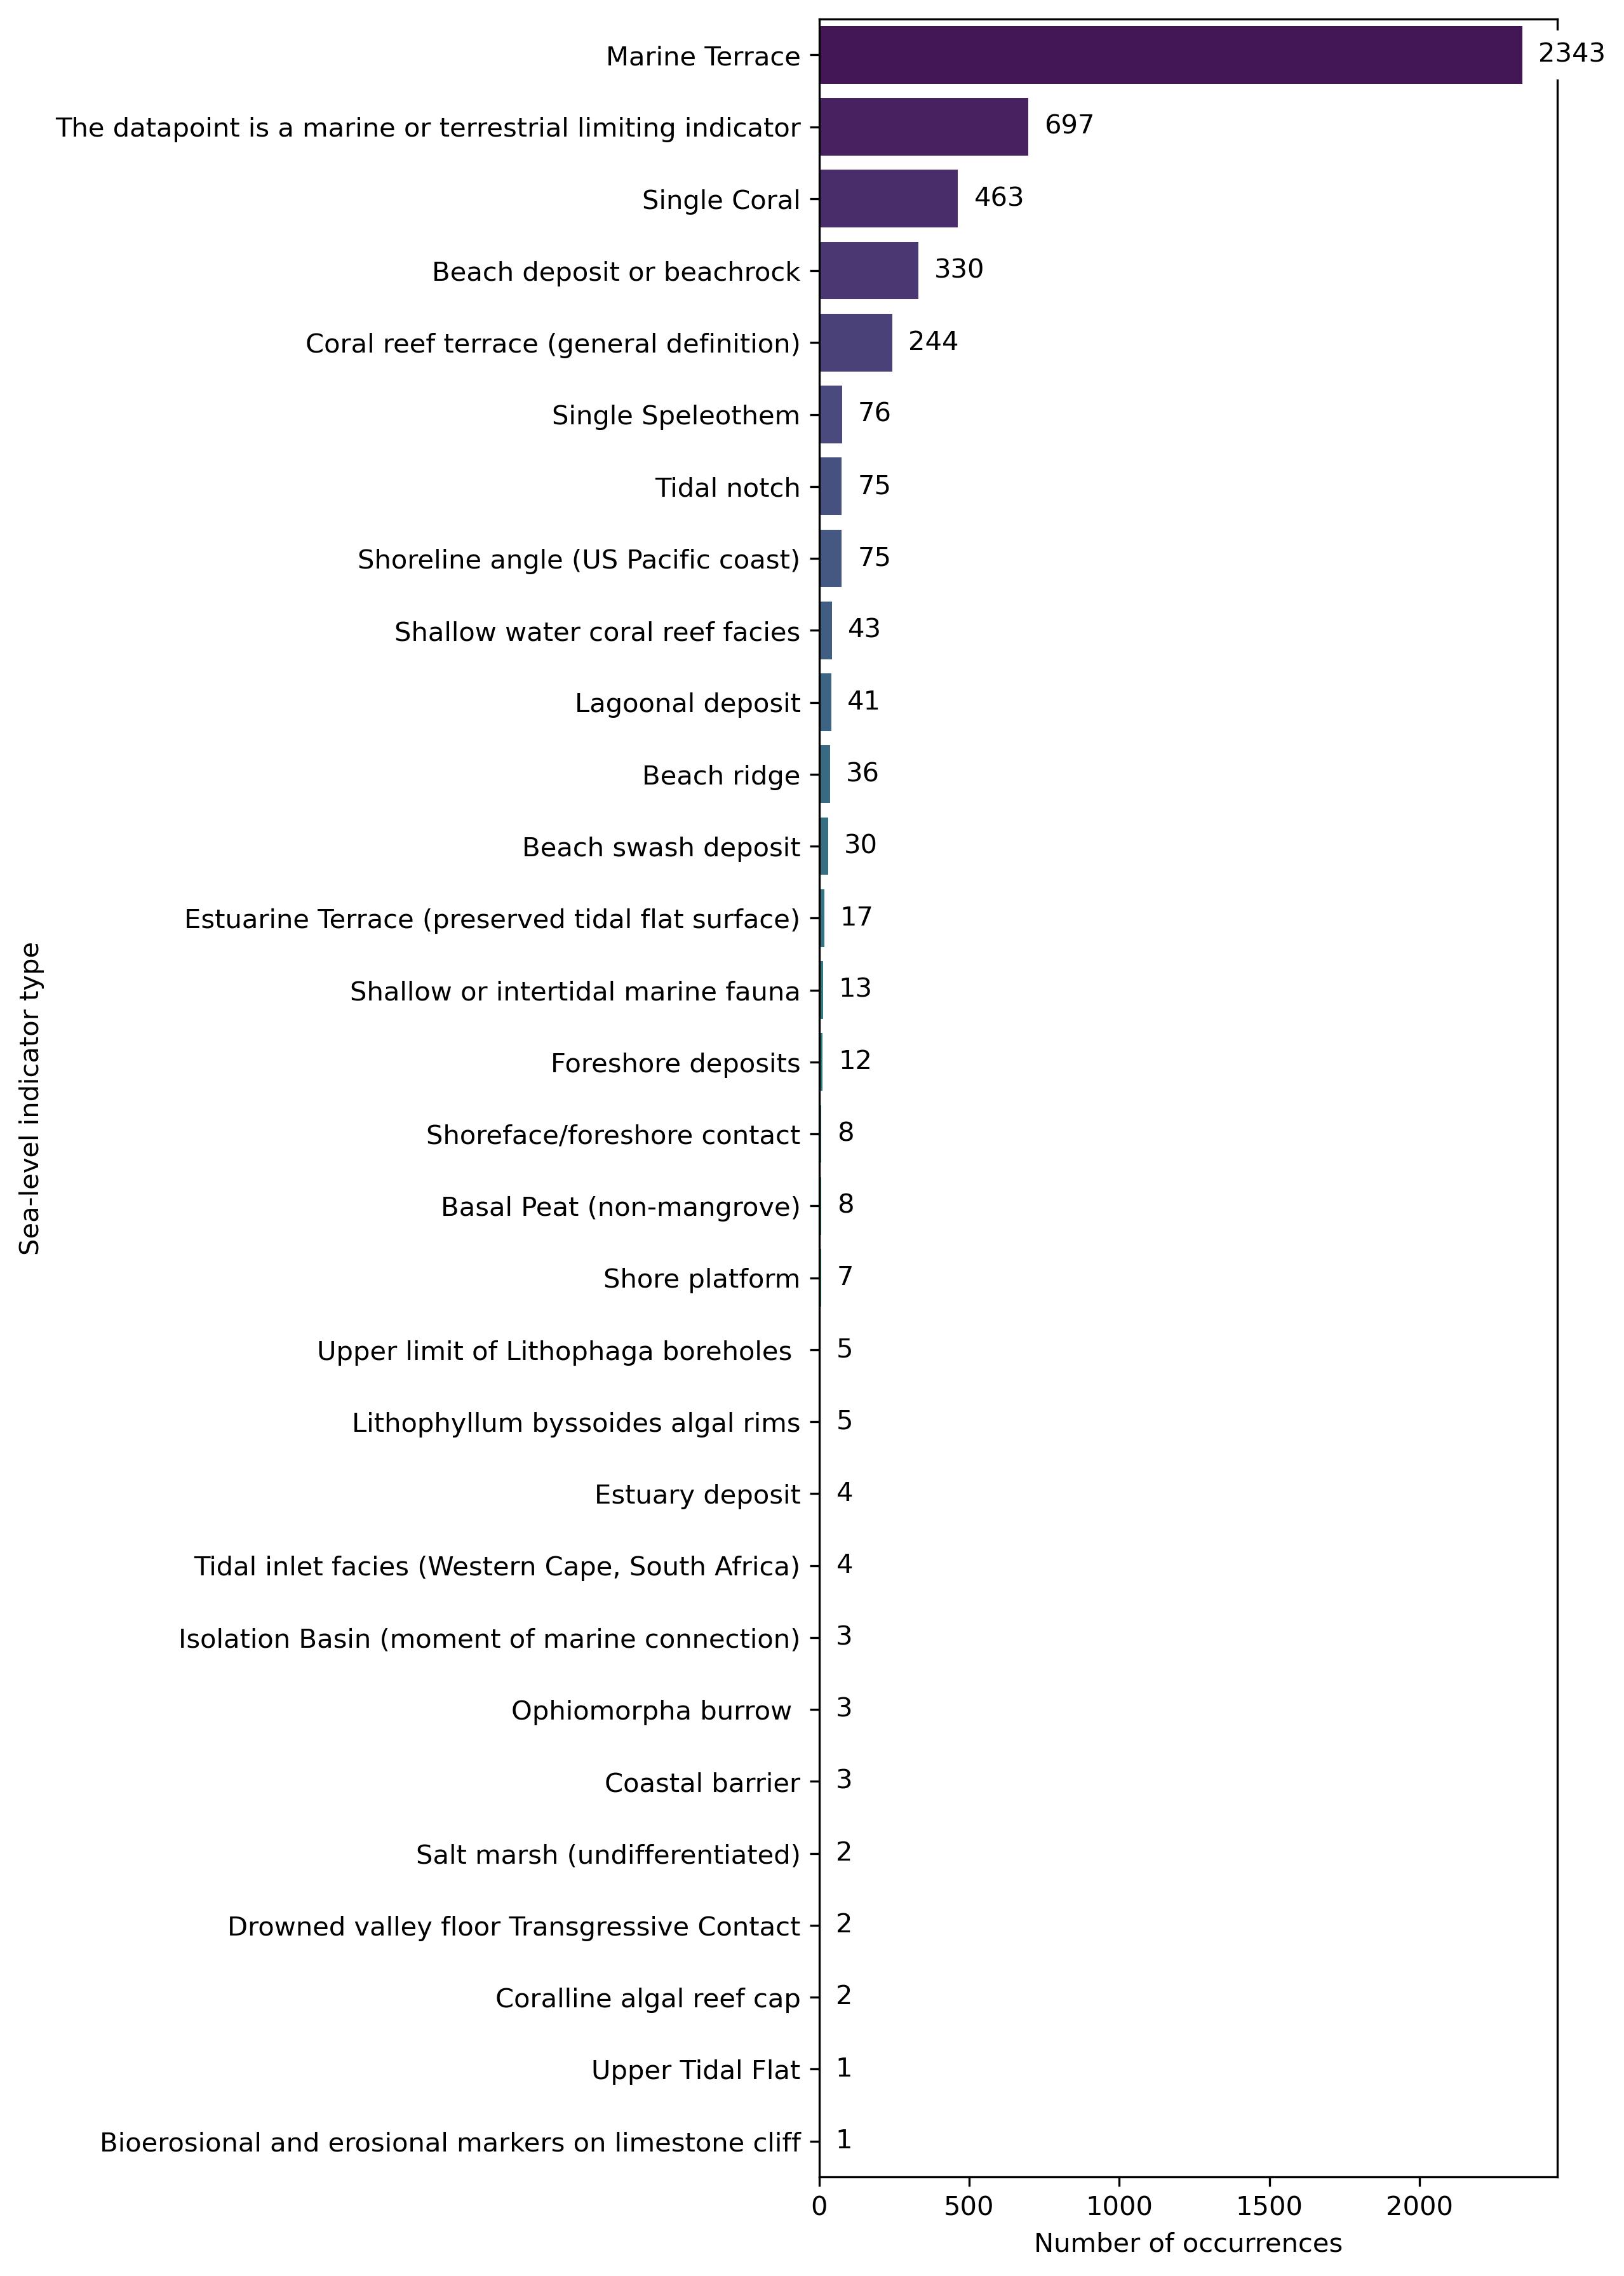 Marine Terrace 2343
The datapoint is a marine or terrestrial limiting indicator 697
Single Coral 463
Beach deposit or beachrock 330
Coral reef terrace (general definition) 244
Single Speleothem 76
Tidal notch 75
Shoreline angle (US Pacific coast) 75
Shallow water coral reef facies 43
Lagoonal deposit 41
Beach ridge 36
Beach swash deposit 30
Estuarine Terrace (preserved tidal flat surface) 17
Shallow or intertidal marine fauna 13
Foreshore deposits 12
Shoreface/foreshore contact 8
Basal Peat (non-mangrove) 8
Shore platform 7
Upper limit of Lithophaga boreholes 5
Lithophyllum byssoides algal rims 5
Estuary deposit 4
Tidal inlet facies (Western Cape, South Africa) 4
Isolation Basin (moment of marine connection) 3
Ophiomorpha burrow 3
Coastal barrier 3
Salt marsh (undifferentiated) 2
Drowned valley floor Transgressive Contact 2
Coralline algal reef cap 2
Upper Tidal Flat 1
Bioerosional and erosional markers on limestone cliff 1
0 500 1000 1500 2000
Number of occurrences
Sea-level indicator type